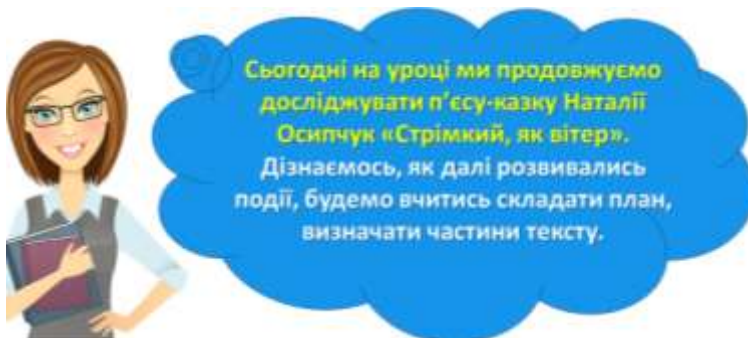 Сьогодні на уроці ми продовжуємо
досліджувати п’єсу-казку Наталії
Осипчук «Стрімкий, як вітер».
Дізнаємось, як далі розвивались
події, будемо вчитись складати план,
визначати частини тексту.